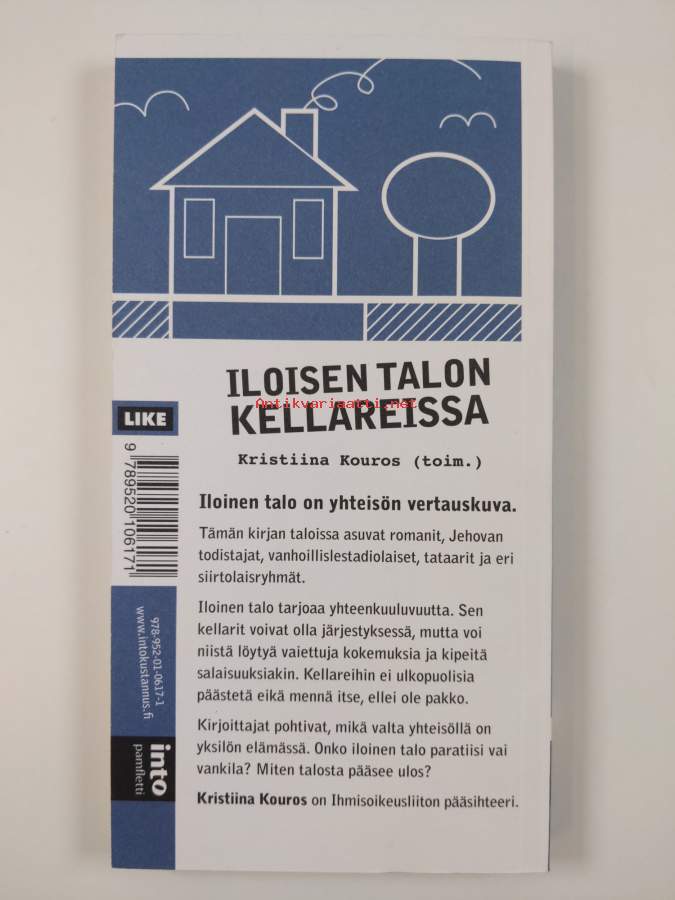 ILOISEN TALON
KELLAREISSA
Antikvariaatti.net
Kristiina Kouros (toim.)
Iloinen talo on yhteisön vertauskuva.
Tämän kirjan taloissa asuvat romanit, Jehovan
todistajat, vanhoillislestadiolaiset, tataarit ja eri
siirtolaisryhmät.
Iloinen talo tarjoaa yhteenkuuluvuutta. Sen
kellarit voivat olla järjestyksessä, mutta voi
niistä löytyä vaiettuja kokemuksia ja kipeitä
salaisuuksiakin. Kellareihin ei ulkopuolisia
päästetä eikä mennä itse, ellei ole pakko.
Kirjoittajat pohtivat, mikä valta yhteisöllä on
yksilön elämässä. Onko iloinen talo paratiisi vai
vankila? Miten talosta pääsee ulos?
Kristiina Kouros on Ihmisoikeusliiton pääsihteeri.
LIKE
9 789520 106171
978-952-01-0617-1
www.intokustannus.fi
into
pamfletti